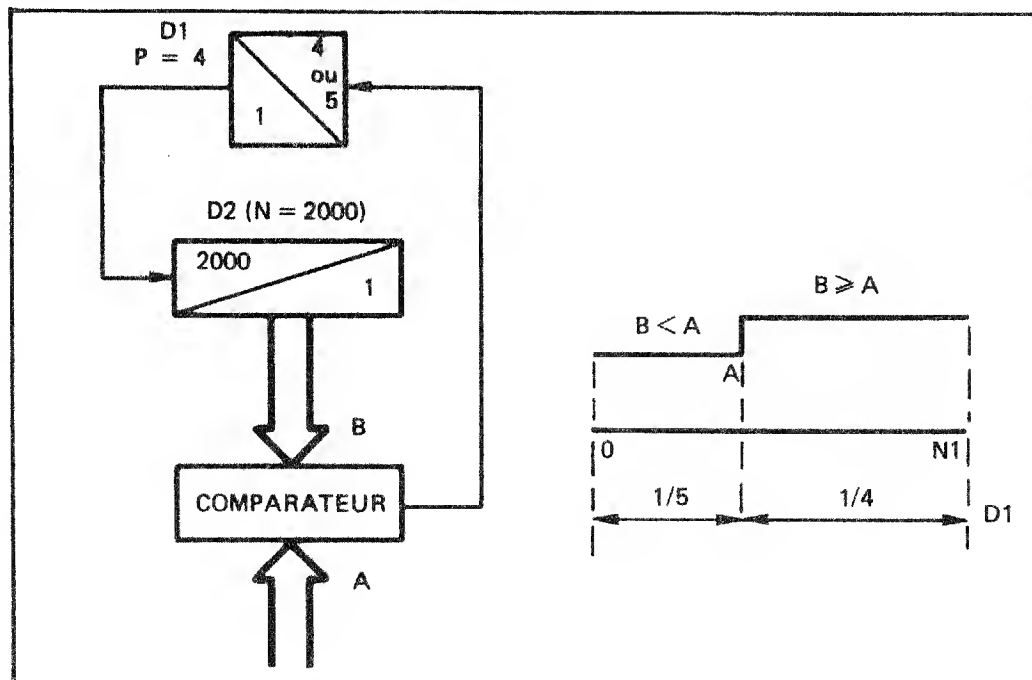 D1
P = 4
4
ou
5
1
D2 (N = 2000)
2000
1
B
COMPARATEUR
A
B ⩾ A
B < A
A
0
N1
1/5
1/4
D1